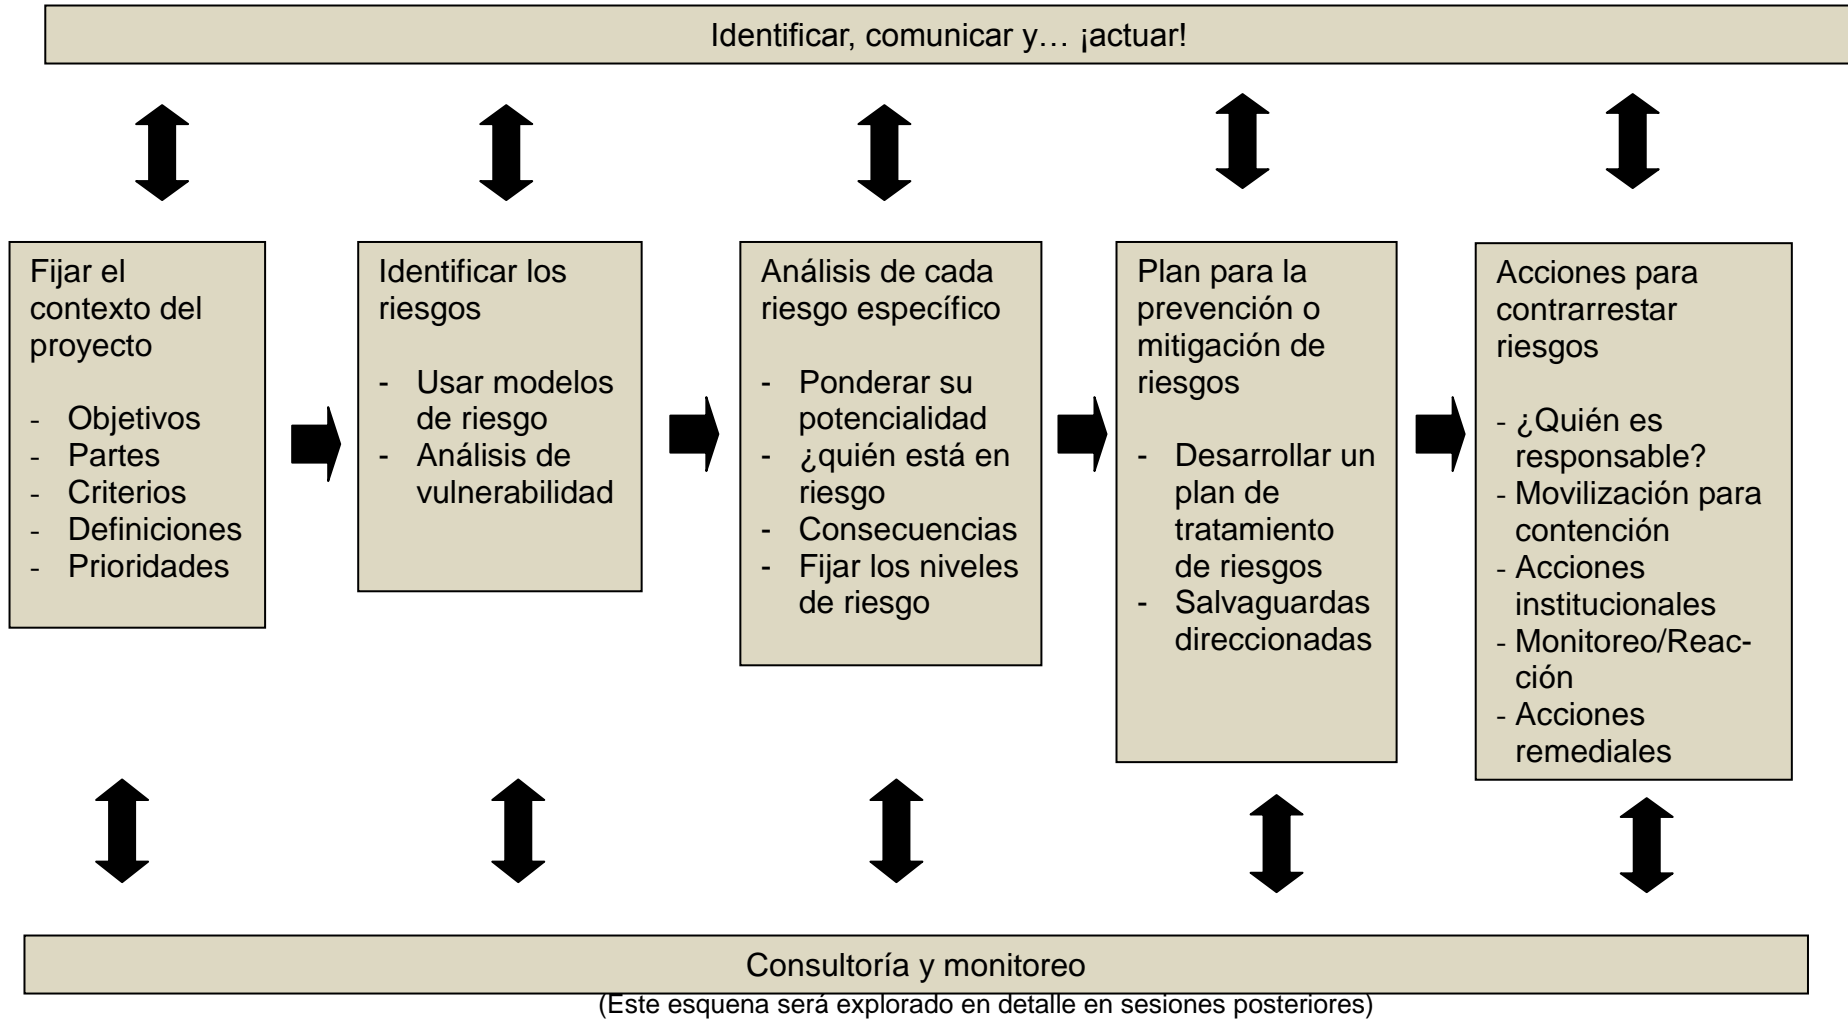 Identificar, comunicar y… ¡actuar!
Fijar el
contexto del
proyecto
- Objetivos
- Partes
- Criterios
- Definiciones
- Prioridades
Identificar los
riesgos
- Usar modelos
de riesgo
- Análisis de
vulnerabilidad
Análisis de cada
riesgo específico
- Ponderar su
potencialidad
- ¿quién está en
riesgo
- Consecuencias
- Fijar los niveles
de riesgo
Plan para la
prevención o
mitigación de
riesgos
- Desarrollar un
plan de
tratamiento
de riesgos
- Salvaguardas
direccionadas
Acciones para
contrarrestar
riesgos
- ¿Quién es
responsable?
- Movilización para
contención
- Acciones
institucionales
- Monitoreo/Reac-
ción
- Acciones
remediales
Consultoría y monitoreo
(Este esquena será explorado en detalle en sesiones posteriores)